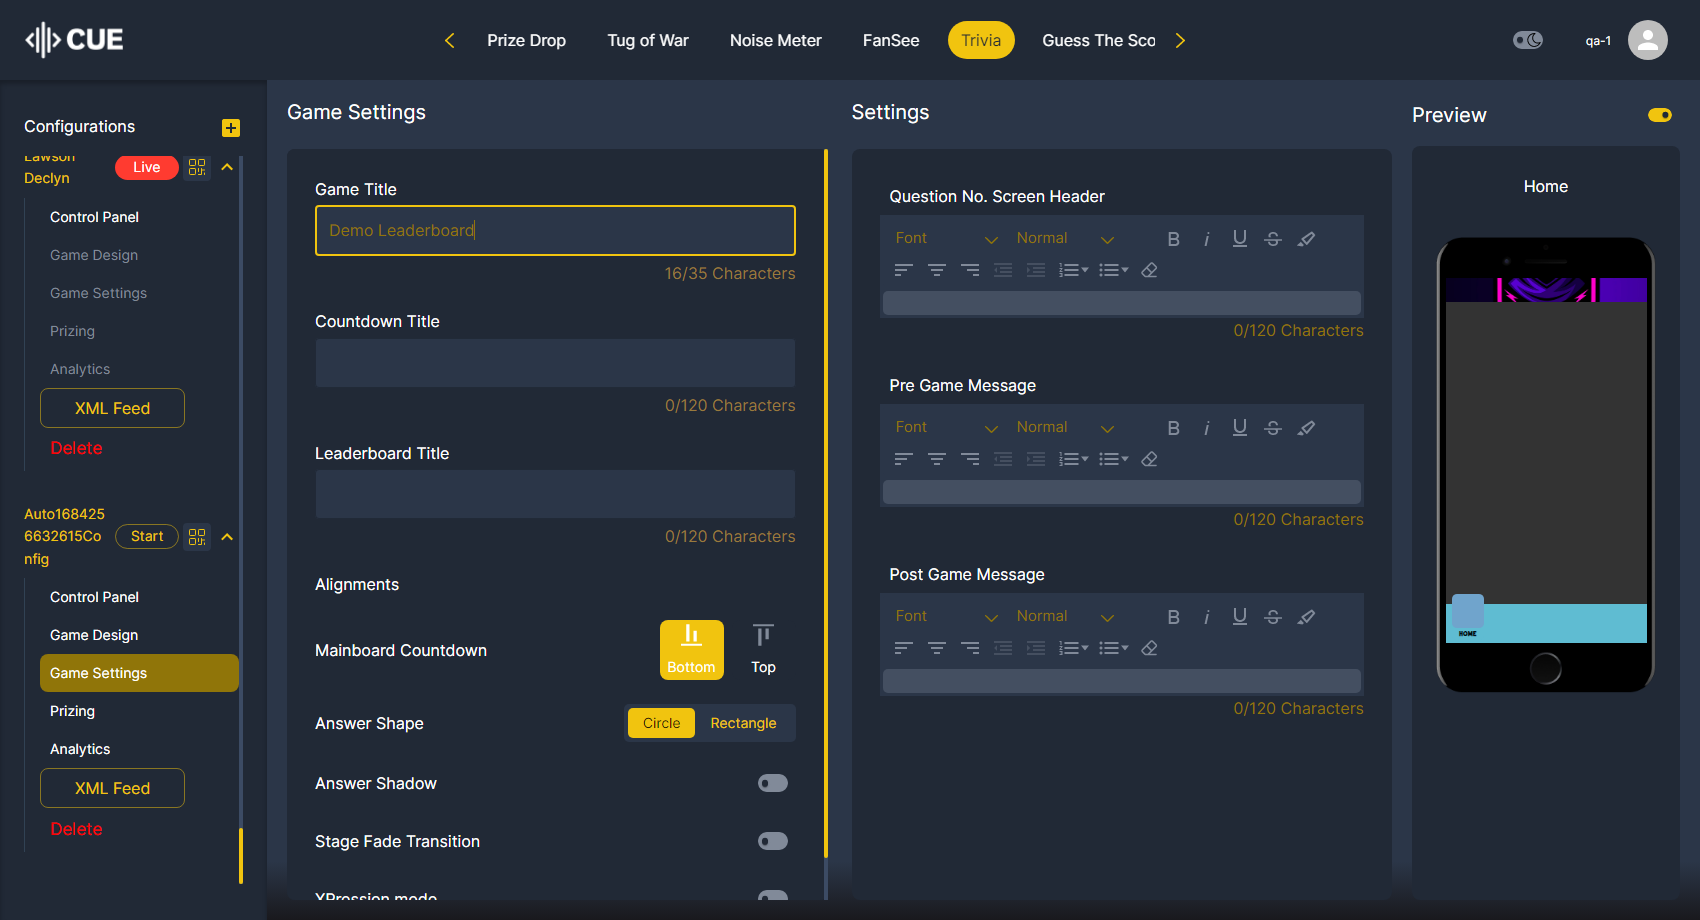 CUE
Prize Drop
Tug of War
Noise Meter
FanSee
Trivia
Guess The Sco
qa-1
Configurations
Lawson
Declyn
Live
Control Panel
Game Design
Game Settings
Prizing
Analytics
XML Feed
Delete
Auto168425
6632615Co
nfig
Start
Control Panel
Game Design
Game Settings
Prizing
Analytics
XML Feed
Delete
Game Settings
Game Title
Demo Leaderboard
16/35 Characters
Countdown Title
0/120 Characters
Leaderboard Title
0/120 Characters
Alignments
Mainboard Countdown
Bottom
Top
Answer Shape
Circle
Rectangle
Answer Shadow
Stage Fade Transition
XPression mode
Settings
Question No. Screen Header
Font
Normal
B i U S
0/120 Characters
Pre Game Message
Font
Normal
B i U S
0/120 Characters
Post Game Message
Font
Normal
B i U S
0/120 Characters
Preview
Home
HOME